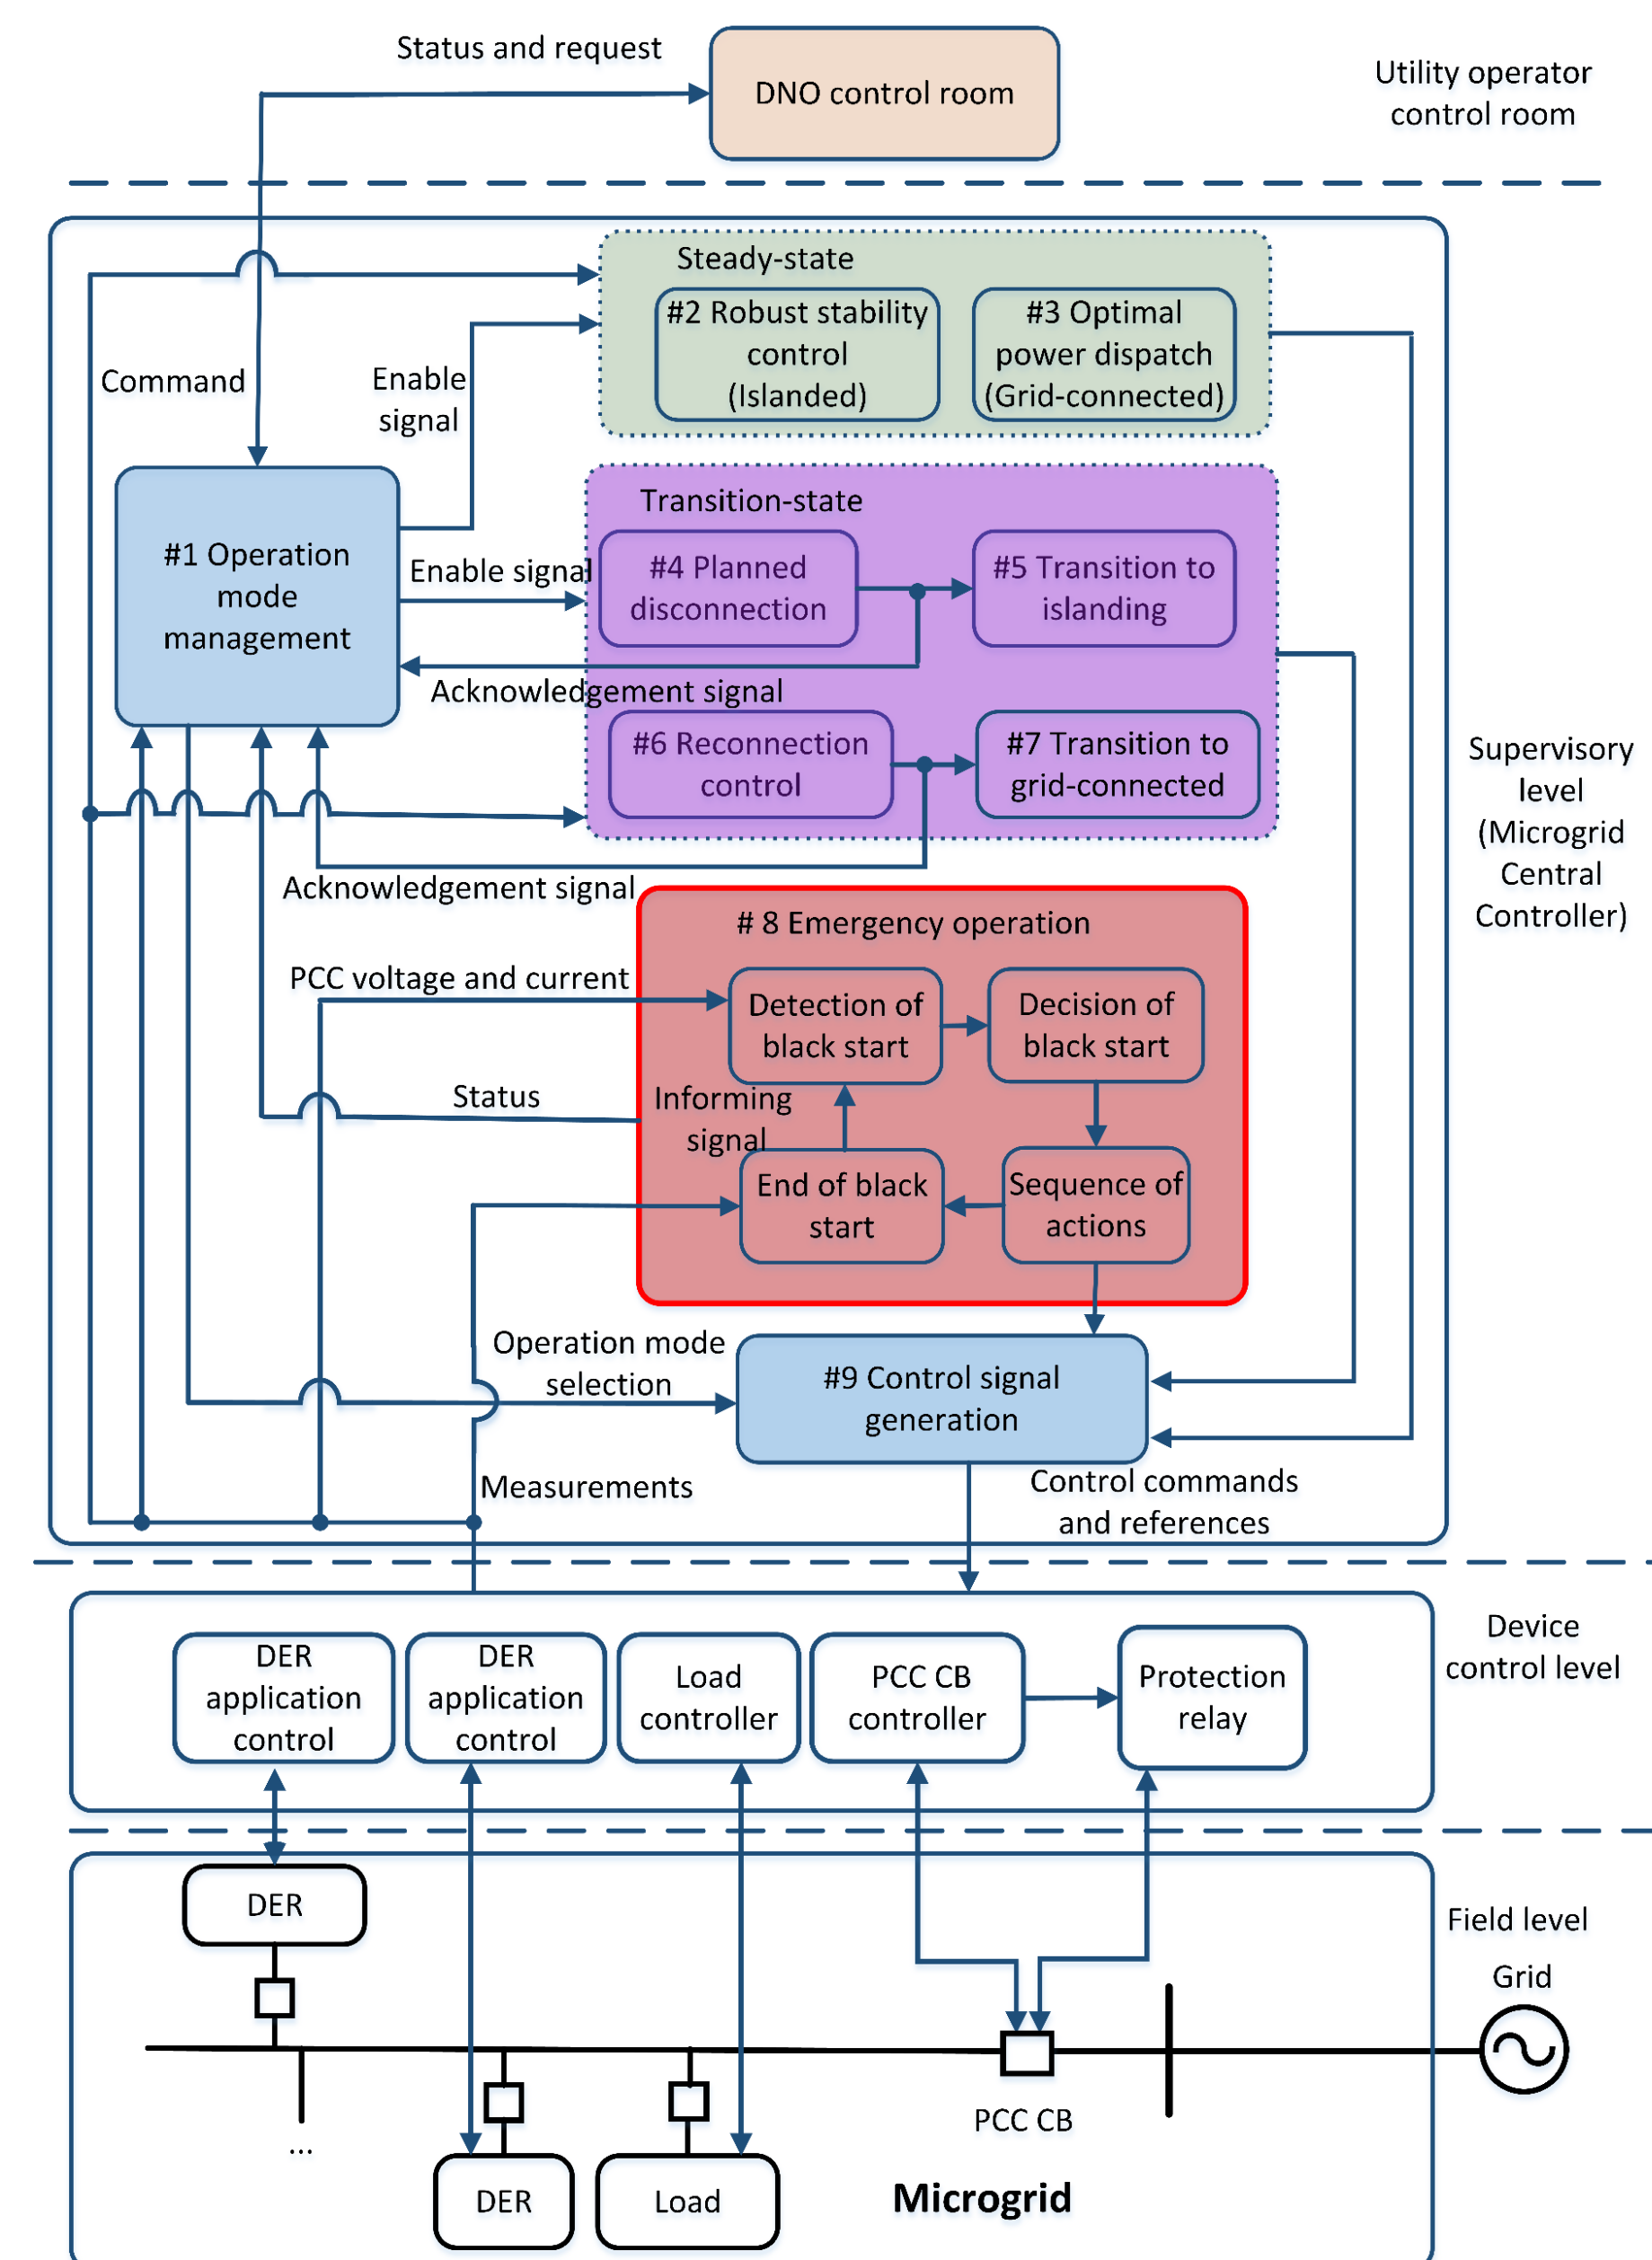 Status and request
DNO control room
Utility operator
control room
Steady-state
#2 Robust stability
control
(Islanded)
#3 Optimal
power dispatch
(Grid-connected)
Command
Enable
signal
#1 Operation
mode
management
Enable signal
Transition-state
#4 Planned
disconnection
#5 Transition to
islanding
Acknowledgement signal
#6 Reconnection
control
#7 Transition to
grid-connected
Acknowledgement signal
Supervisory
level
(Microgrid
Central
Controller)
# 8 Emergency operation
PCC voltage and current
Detection of
black start
Decision of
black start
Status
Informing
signal
End of black
start
Sequence of
actions
Operation mode
selection
#9 Control signal
generation
Measurements
Control commands
and references
Device
control level
DER
application
control
DER
application
control
Load
controller
PCC CB
controller
Protection
relay
DER
Field level
Grid
...
PCC CB
DER
Load
Microgrid